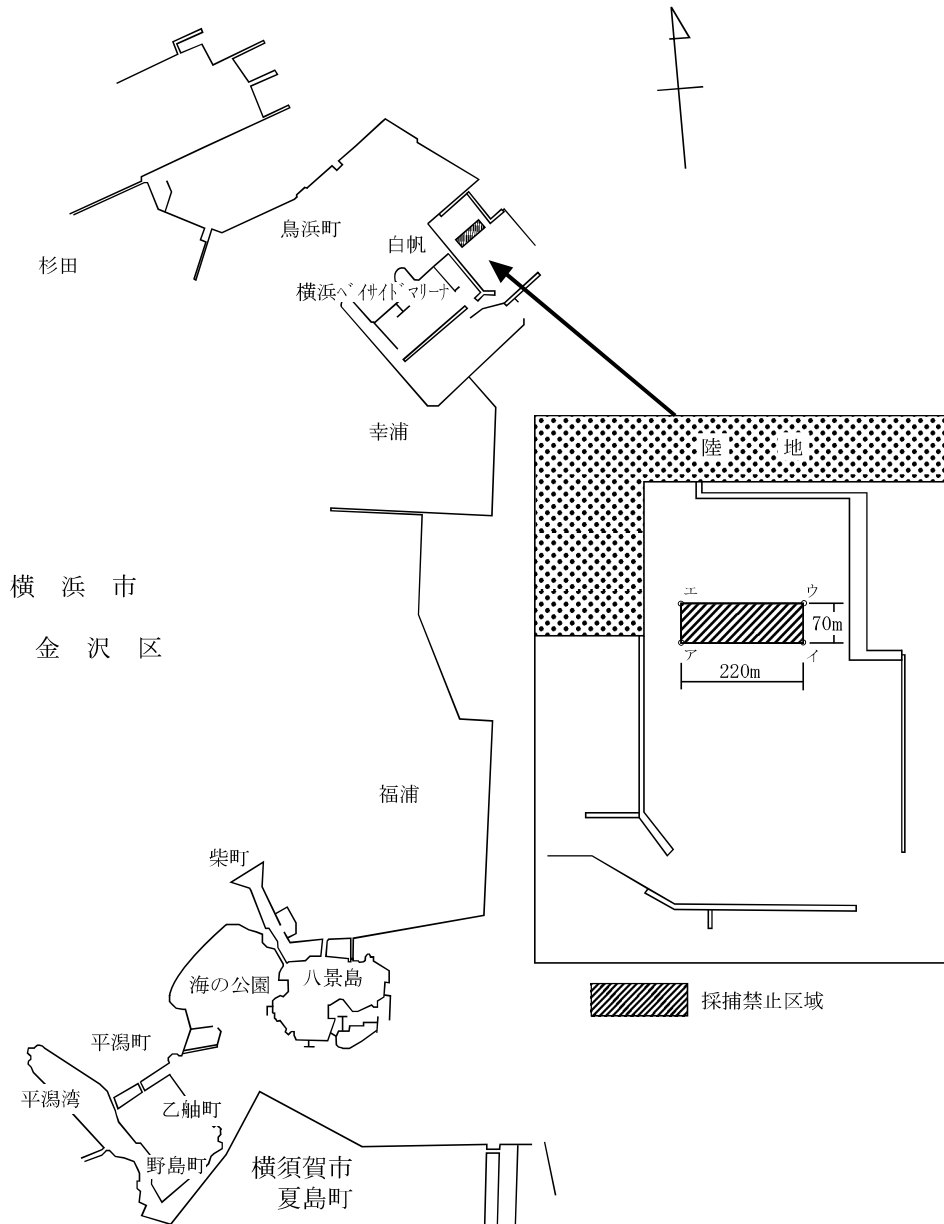 鳥浜町
白帆
杉田
横浜ベイサイドマリーナ
幸浦
陸 地
横 浜 市
金 沢 区
エ ウ
70m
ア イ
220m
福浦
柴町
海の公園
八景島
採捕禁止区域
平潟町
平潟湾
乙舳町
野島町
横須賀市
夏島町